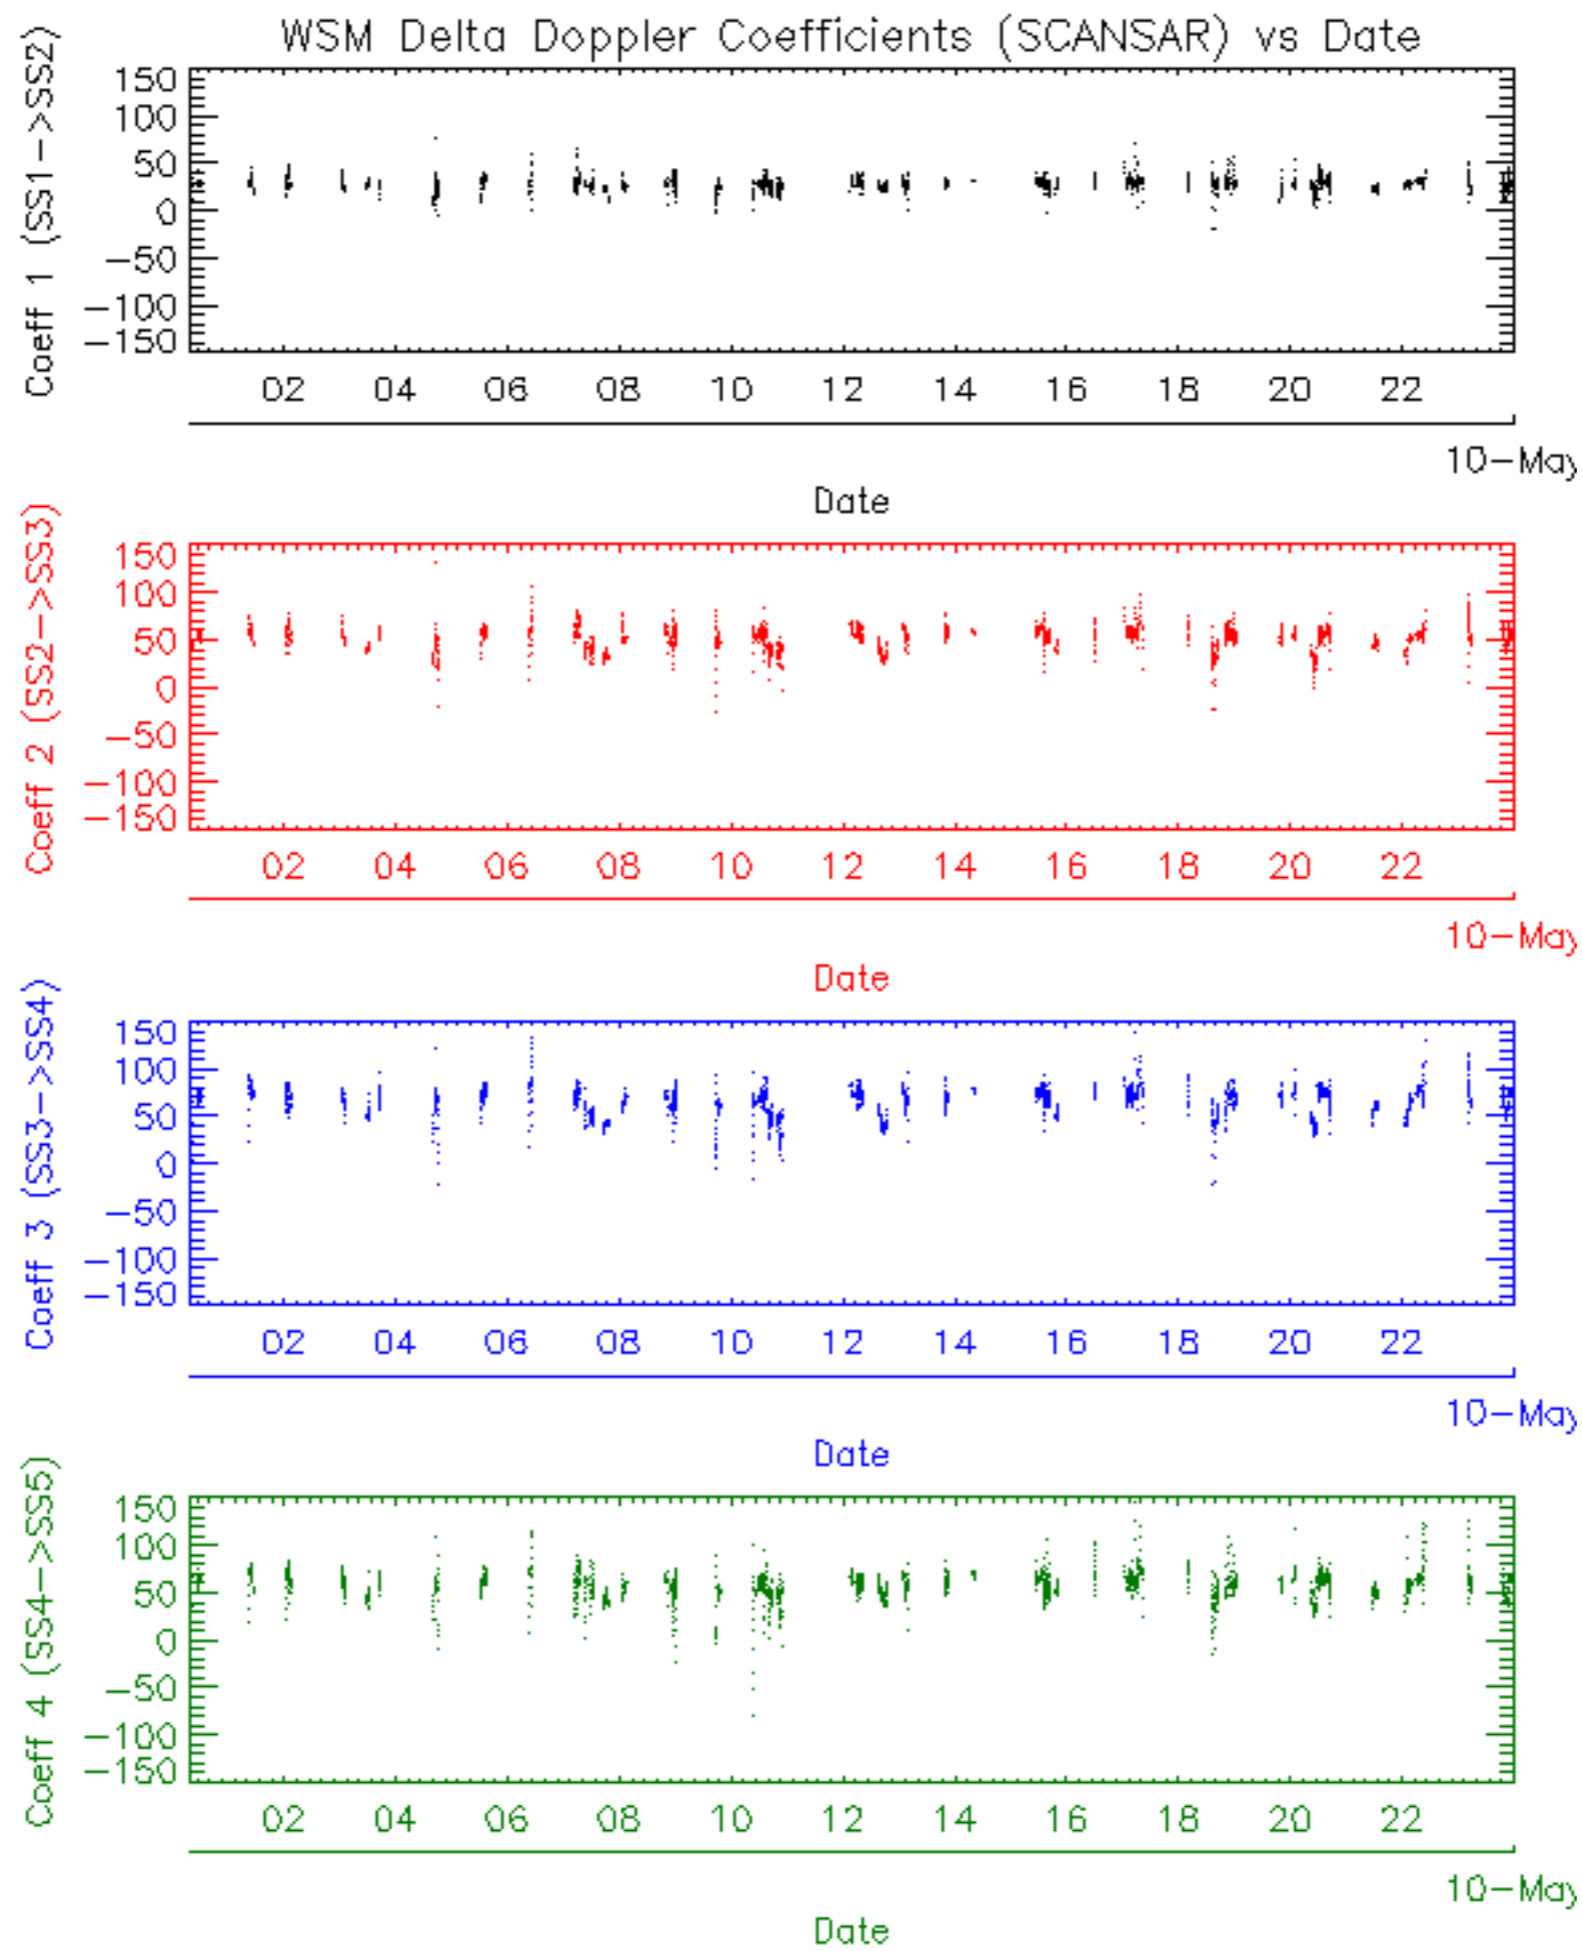 WSM Delta Doppler Coefficients (SCANSAR) vs Date
Coeff 1 (SS1->SS2)
150
100
50
0
-50
-100
-150
02 04 06 08 10 12 14 16 18 20 22
10-May
Date
Coeff 2 (SS2->SS3)
150
100
50
0
-50
-100
-150
02 04 06 08 10 12 14 16 18 20 22
10-May
Date
Coeff 3 (SS3->SS4)
150
100
50
0
-50
-100
-150
02 04 06 08 10 12 14 16 18 20 22
10-May
Date
Coeff 4 (SS4->SS5)
150
100
50
0
-50
-100
-150
02 04 06 08 10 12 14 16 18 20 22
10-May
Date